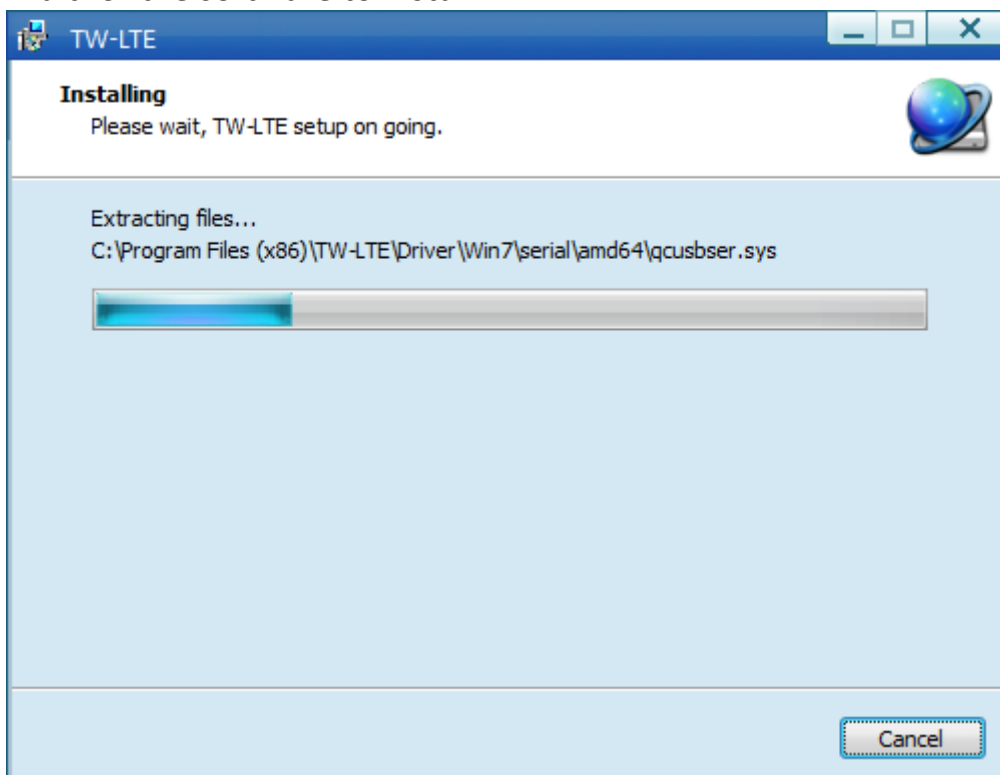 TW-LTE
Installing
Please wait, TW-LTE setup on going.
Extracting files...
C:\Program Files (x86)\TW-LTE\Driver\Win7\serial\amd64\qcusbser.sys
Cancel